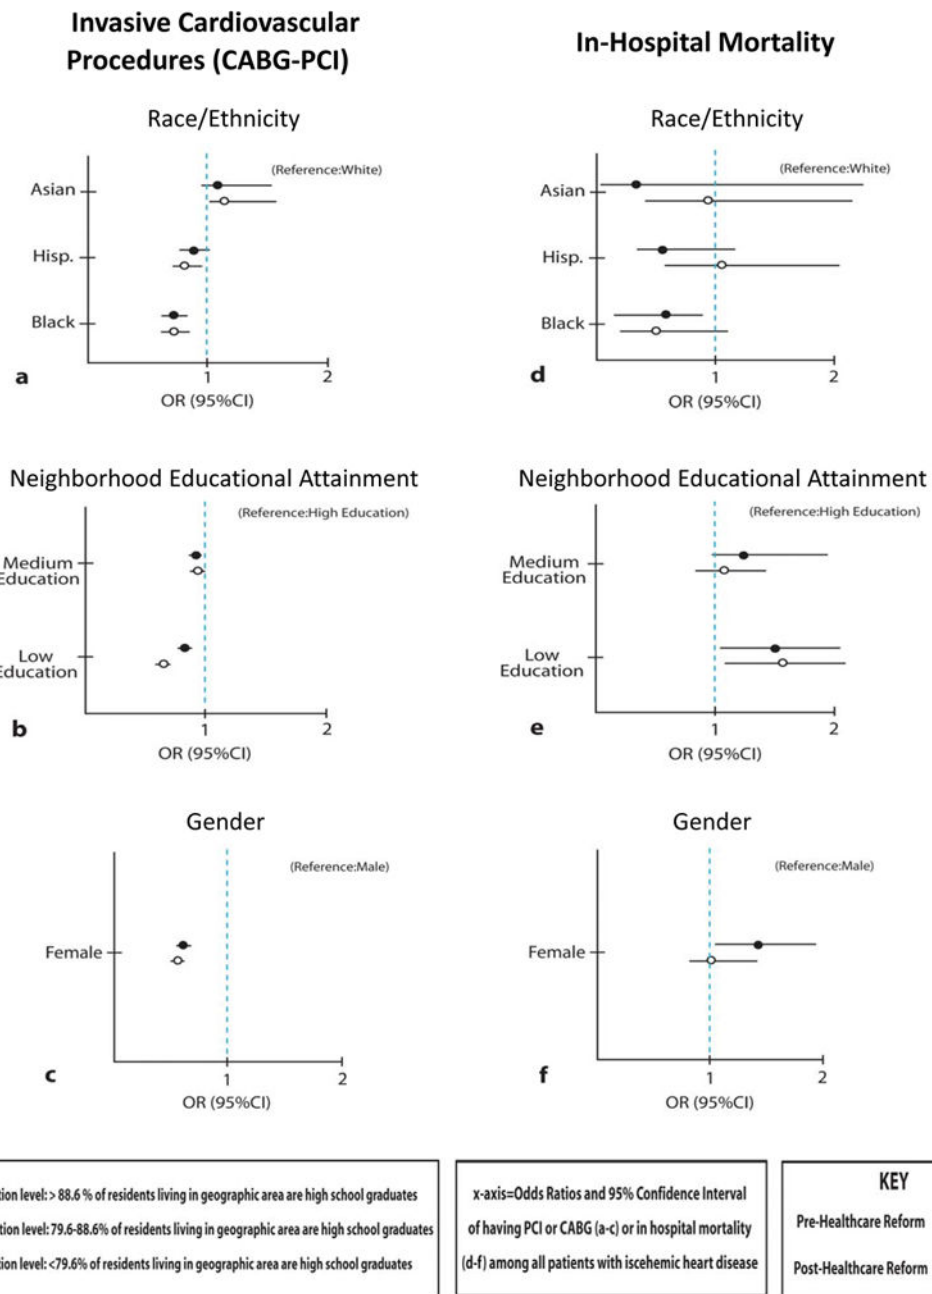 Invasive Cardiovascular
Procedures (CABG-PCI)
In-Hospital Mortality
Race/Ethnicity
(Reference:White)
Asian
Hisp.
Black
1
2
a
OR (95%CI)
Race/Ethnicity
(Reference:White)
Asian
Hisp.
Black
1
2
d
OR (95%CI)
Neighborhood Educational Attainment
(Reference:High Education)
Medium
Education
Low
Education
1
2
b
OR (95%CI)
Neighborhood Educational Attainment
(Reference:High Education)
Medium
Education
Low
Education
1
2
e
OR (95%CI)
Gender
(Reference:Male)
Female
1
2
c
OR (95%CI)
Gender
(Reference:Male)
Female
1
2
f
OR (95%CI)
tion level: > 88.6 % of residents living in geographic area are high school graduates
tion level: 79.6-88.6% of residents living in geographic area are high school graduates
tion level: <79.6% of residents living in geographic area are high school graduates
x-axis=Odds Ratios and 95% Confidence Interval
of having PCI or CABG (a-c) or in hospital mortality
(d-f) among all patients with isecehemic heart disease
KEY
Pre-Healthcare Reform
Post-Healthcare Reform